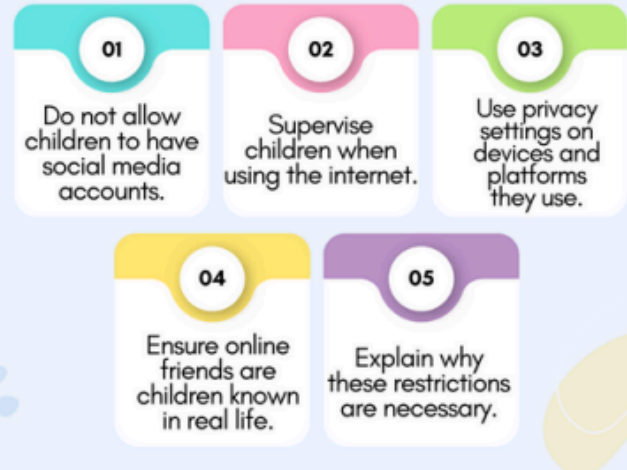 01
Do not allow
children to have
social media
accounts.
02
Supervise
children when
using the internet.
03
Use privacy
settings on
devices and
platforms
they use.
04
Ensure online
friends are
children known
in real life.
05
Explain why
these restrictions
are necessary.